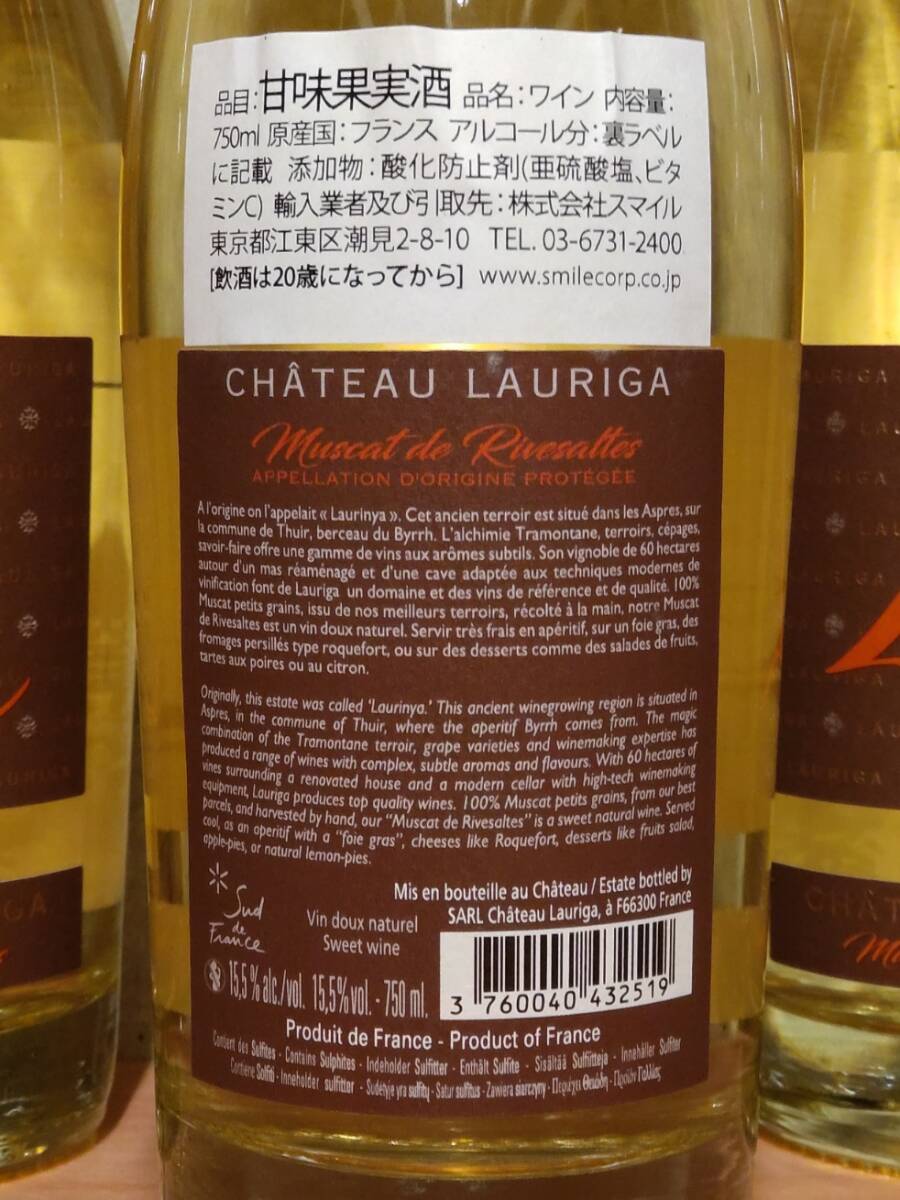 品目:甘味果実酒 品名:ワイン 内容量:
750ml 原産国:フランス アルコール分:裏ラベル
に記載 添加物:酸化防止剤(亜硫酸塩、ビタ
ミンC) 輸入業者及び引取先:株式会社スマイル
東京都江東区潮見2-8-10 TEL. 03-6731-2400
[飲酒は20歳になってから] www.smilecorp.co.jp
CHÂTEAU LAURIGA
Muscat de Rivesaltes
APPELLATION D'ORIGINE PROTÉGÉE
A l'origine on l'appelait « Laurinya ». Cet ancien terroir est situé dans les Aspres, sur
la commune de Thuir, berceau du Byrrh. L'alchimie Tramontane, terroirs, cépages,
savoir-faire offre une gamme de vins aux arômes subtils. Son vignoble de 60 hectares
autour d'un mas réaménagé et d'une cave adaptée aux techniques modernes de
vinification font de Lauriga un domaine et des vins de référence et de qualité. 100%
Muscat petits grains, issu de nos meilleurs terroirs, récolté à la main, notre Muscat
de Rivesaltes est un vin doux naturel. Servir très frais en apéritif, sur un foie gras, des
fromages persillés type roquefort, ou sur des desserts comme des salades de fruits,
tartes aux poires ou au citron.
Originally, this estate was called 'Laurinya.' This ancient winegrowing region is situated in
Aspres, in the commune of Thuir, where the aperitif Byrrh comes from. The magic
combination of the Tramontane terroir, grape varieties and winemaking expertise has
produced a range of wines with complex, subtle aromas and flavours. With 60 hectares of
vines surrounding a renovated house and a modern cellar with high-tech winemaking
equipment, Lauriga produces top quality wines. 100% Muscat petits grains, from our best
parcels, and harvested by hand, our "Muscat de Rivesaltes" is a sweet natural wine. Served
cool, as an aperitif with a "foie gras", cheeses like Roquefort, desserts like fruits salad,
apple-pies, or natural lemon-pies.
Mis en bouteille au Château / Estate bottled by
SARL Château Lauriga, à F66300 France
Sud
de
France
Vin doux naturel
Sweet wine
15,5 % alc./vol. 15,5% vol. - 750 ml.
3 760040 432519
Produit de France - Product of France
Contient des Sulfites - Contains Sulphites - Indeholder Sulfitter - Enthält Sulfite - Sisältää Sulfiitteja - Innehåller Sulfiter
Contiene Solfiti - Inneholder sulfitter - Sudėtyje yra sulfitų - Satur sulfītus - Zawiera siarczyny - Περιέχει Θειώδη - Προϊόν Γαλλίας